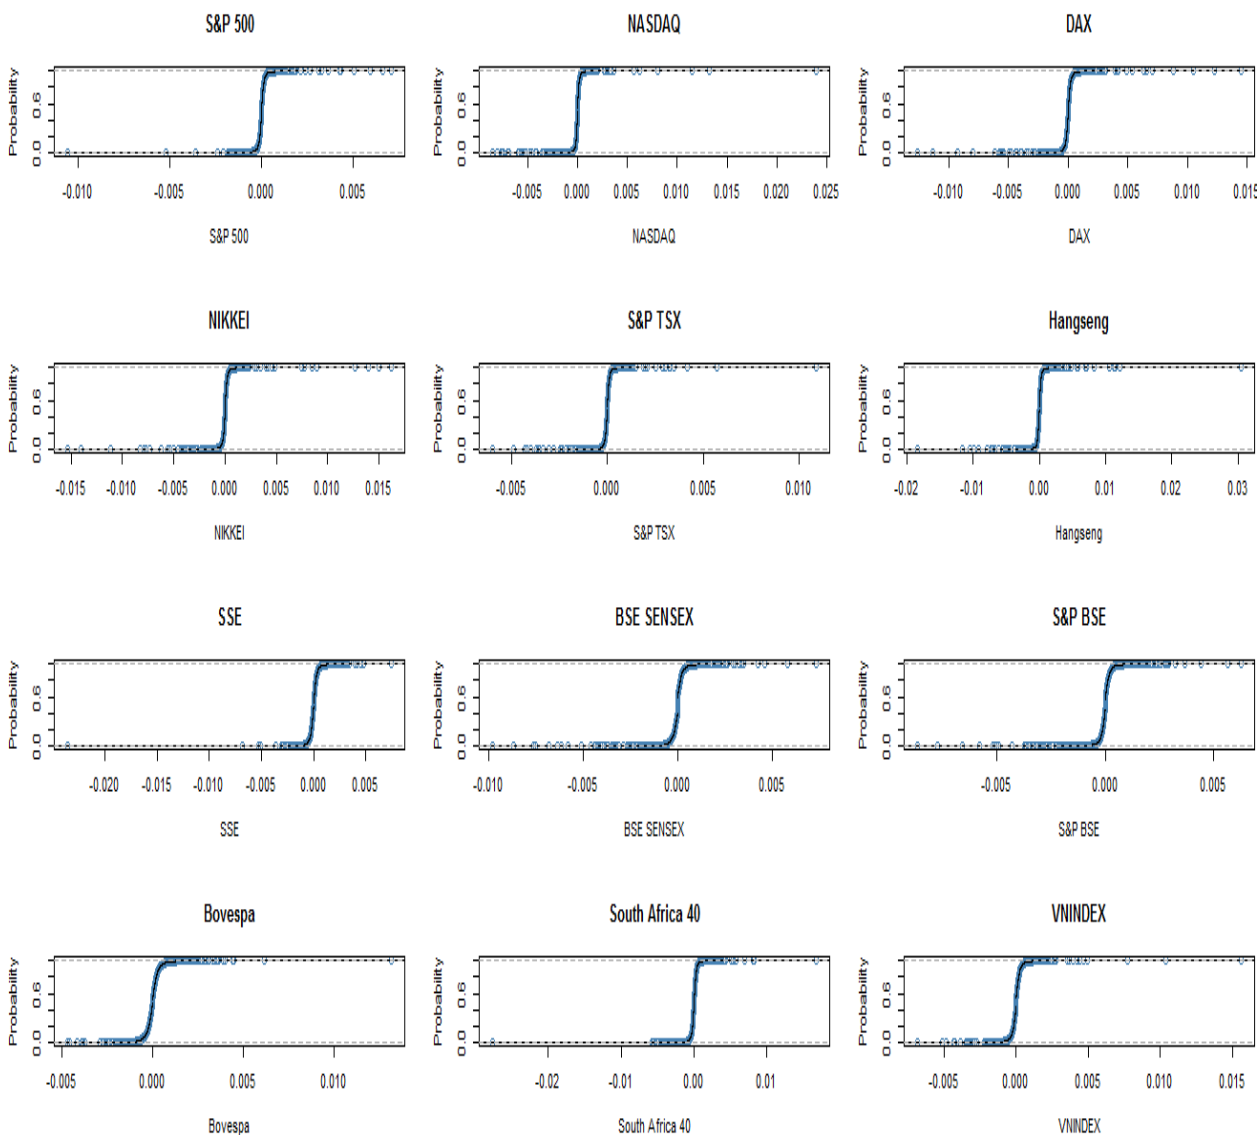 S&P 500
NASDAQ
DAX
Probability
0.0 0.6
-0.010 -0.005 0.000 0.005
S&P 500
Probability
0.0 0.6
-0.005 0.000 0.005 0.010 0.015 0.020 0.025
NASDAQ
Probability
0.0 0.6
-0.010 -0.005 0.000 0.005 0.010 0.015
DAX
NIKKEI
S&P TSX
Hangseng
Probability
0.0 0.6
-0.015 -0.010 -0.005 0.000 0.005 0.010 0.015
NIKKEI
Probability
0.0 0.6
-0.005 0.000 0.005 0.010
S&P TSX
Probability
0.0 0.6
-0.02 -0.01 0.00 0.01 0.02 0.03
Hangseng
SSE
BSE SENSEX
S&P BSE
Probability
0.0 0.6
-0.020 -0.015 -0.010 -0.005 0.000 0.005
SSE
Probability
0.0 0.6
-0.010 -0.005 0.000 0.005
BSE SENSEX
Probability
0.0 0.6
-0.005 0.000 0.005
S&P BSE
Bovespa
South Africa 40
VNINDEX
Probability
0.0 0.6
-0.005 0.000 0.005 0.010
Bovespa
Probability
0.0 0.6
-0.02 -0.01 0.00 0.01
South Africa 40
Probability
0.0 0.6
-0.005 0.000 0.005 0.010 0.015
VNINDEX